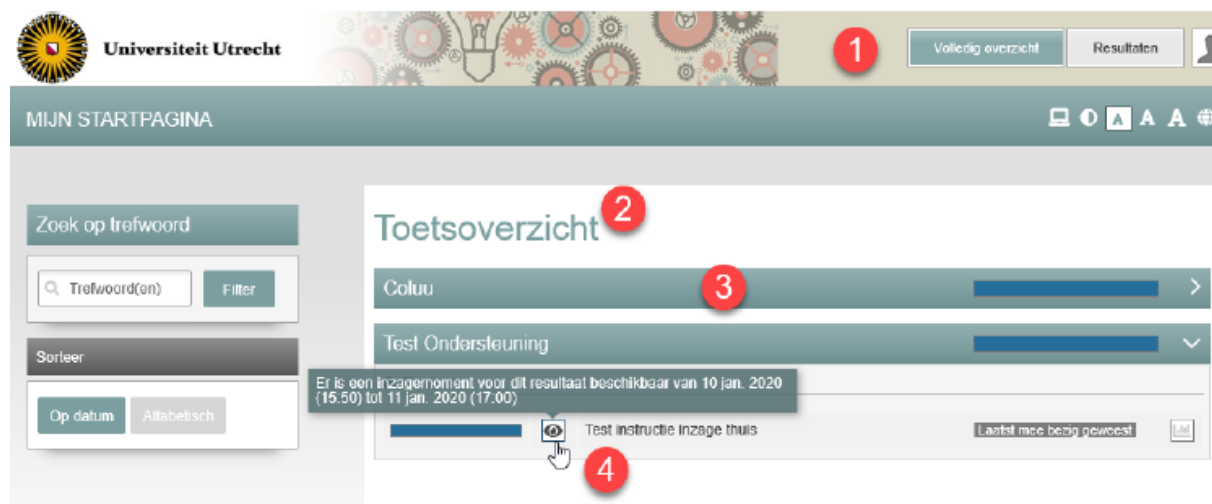 Universiteit Utrecht
1
Volledig overzicht
Resultaten
MIJN STARTPAGINA
A A A
Zoek op trefwoord
Trefwoord(en)
Filter
Sorteer
Op datum
Alfabetisch
Toetsoverzicht
2
Coluu
3
Test Ondersteuning
Er is een inzagemoment voor dit resultaat beschikbaar van 10 jan. 2020
(15.50) tot 11 jan. 2020 (17.00)
Test instructie inzage thuis
Laatst mee bezig geweest
4